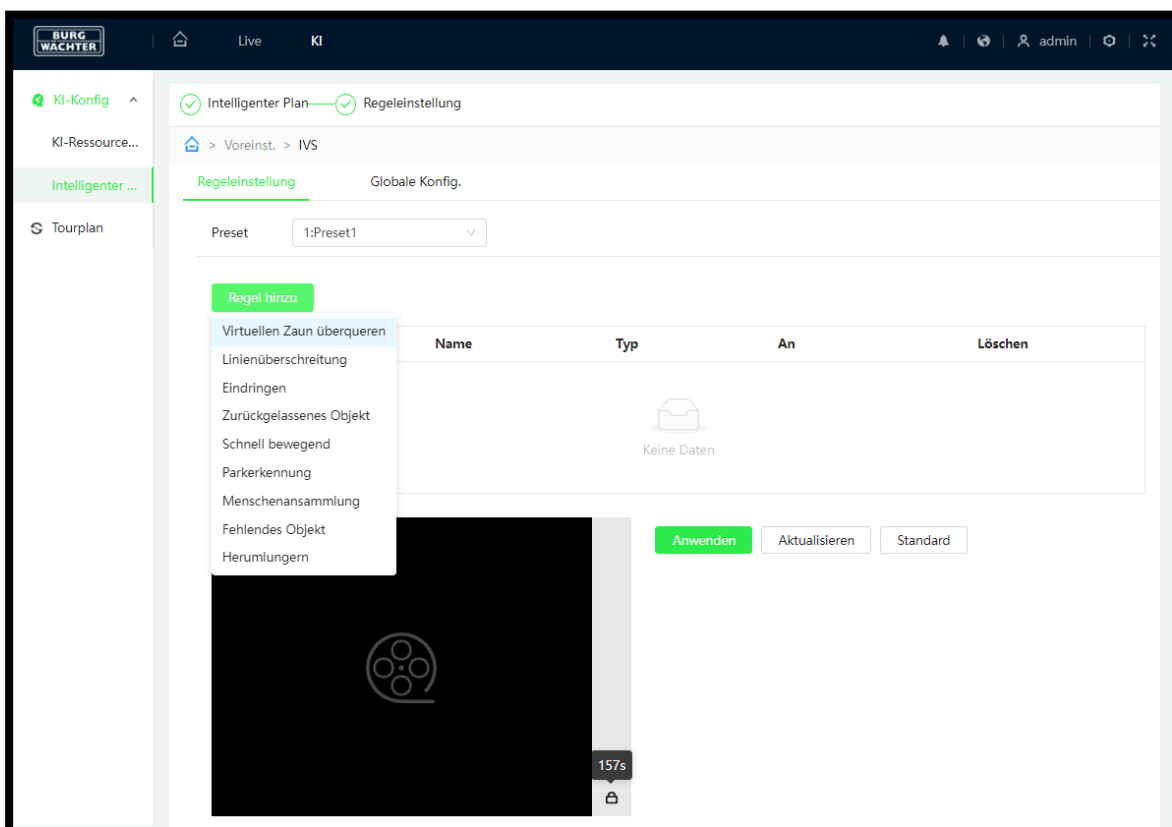 BURG
WÄCHTER
Live KI admin
KI-Konfig
KI-Ressource...
Intelligenter ...
Tourplan
Intelligenter Plan Regeleinstellung
> Voreinst. > IVS
Regeleinstellung Globale Konfig.
Preset 1:Preset1
Regel hinzu
Name Typ An Löschen
Virtuellen Zaun überqueren
Linienüberschreitung
Eindringen
Zurückgelassenes Objekt
Schnell bewegend
Parkerkennung
Menschenansammlung
Fehlendes Objekt
Herumlungern
Keine Daten
Anwenden Aktualisieren Standard
157s